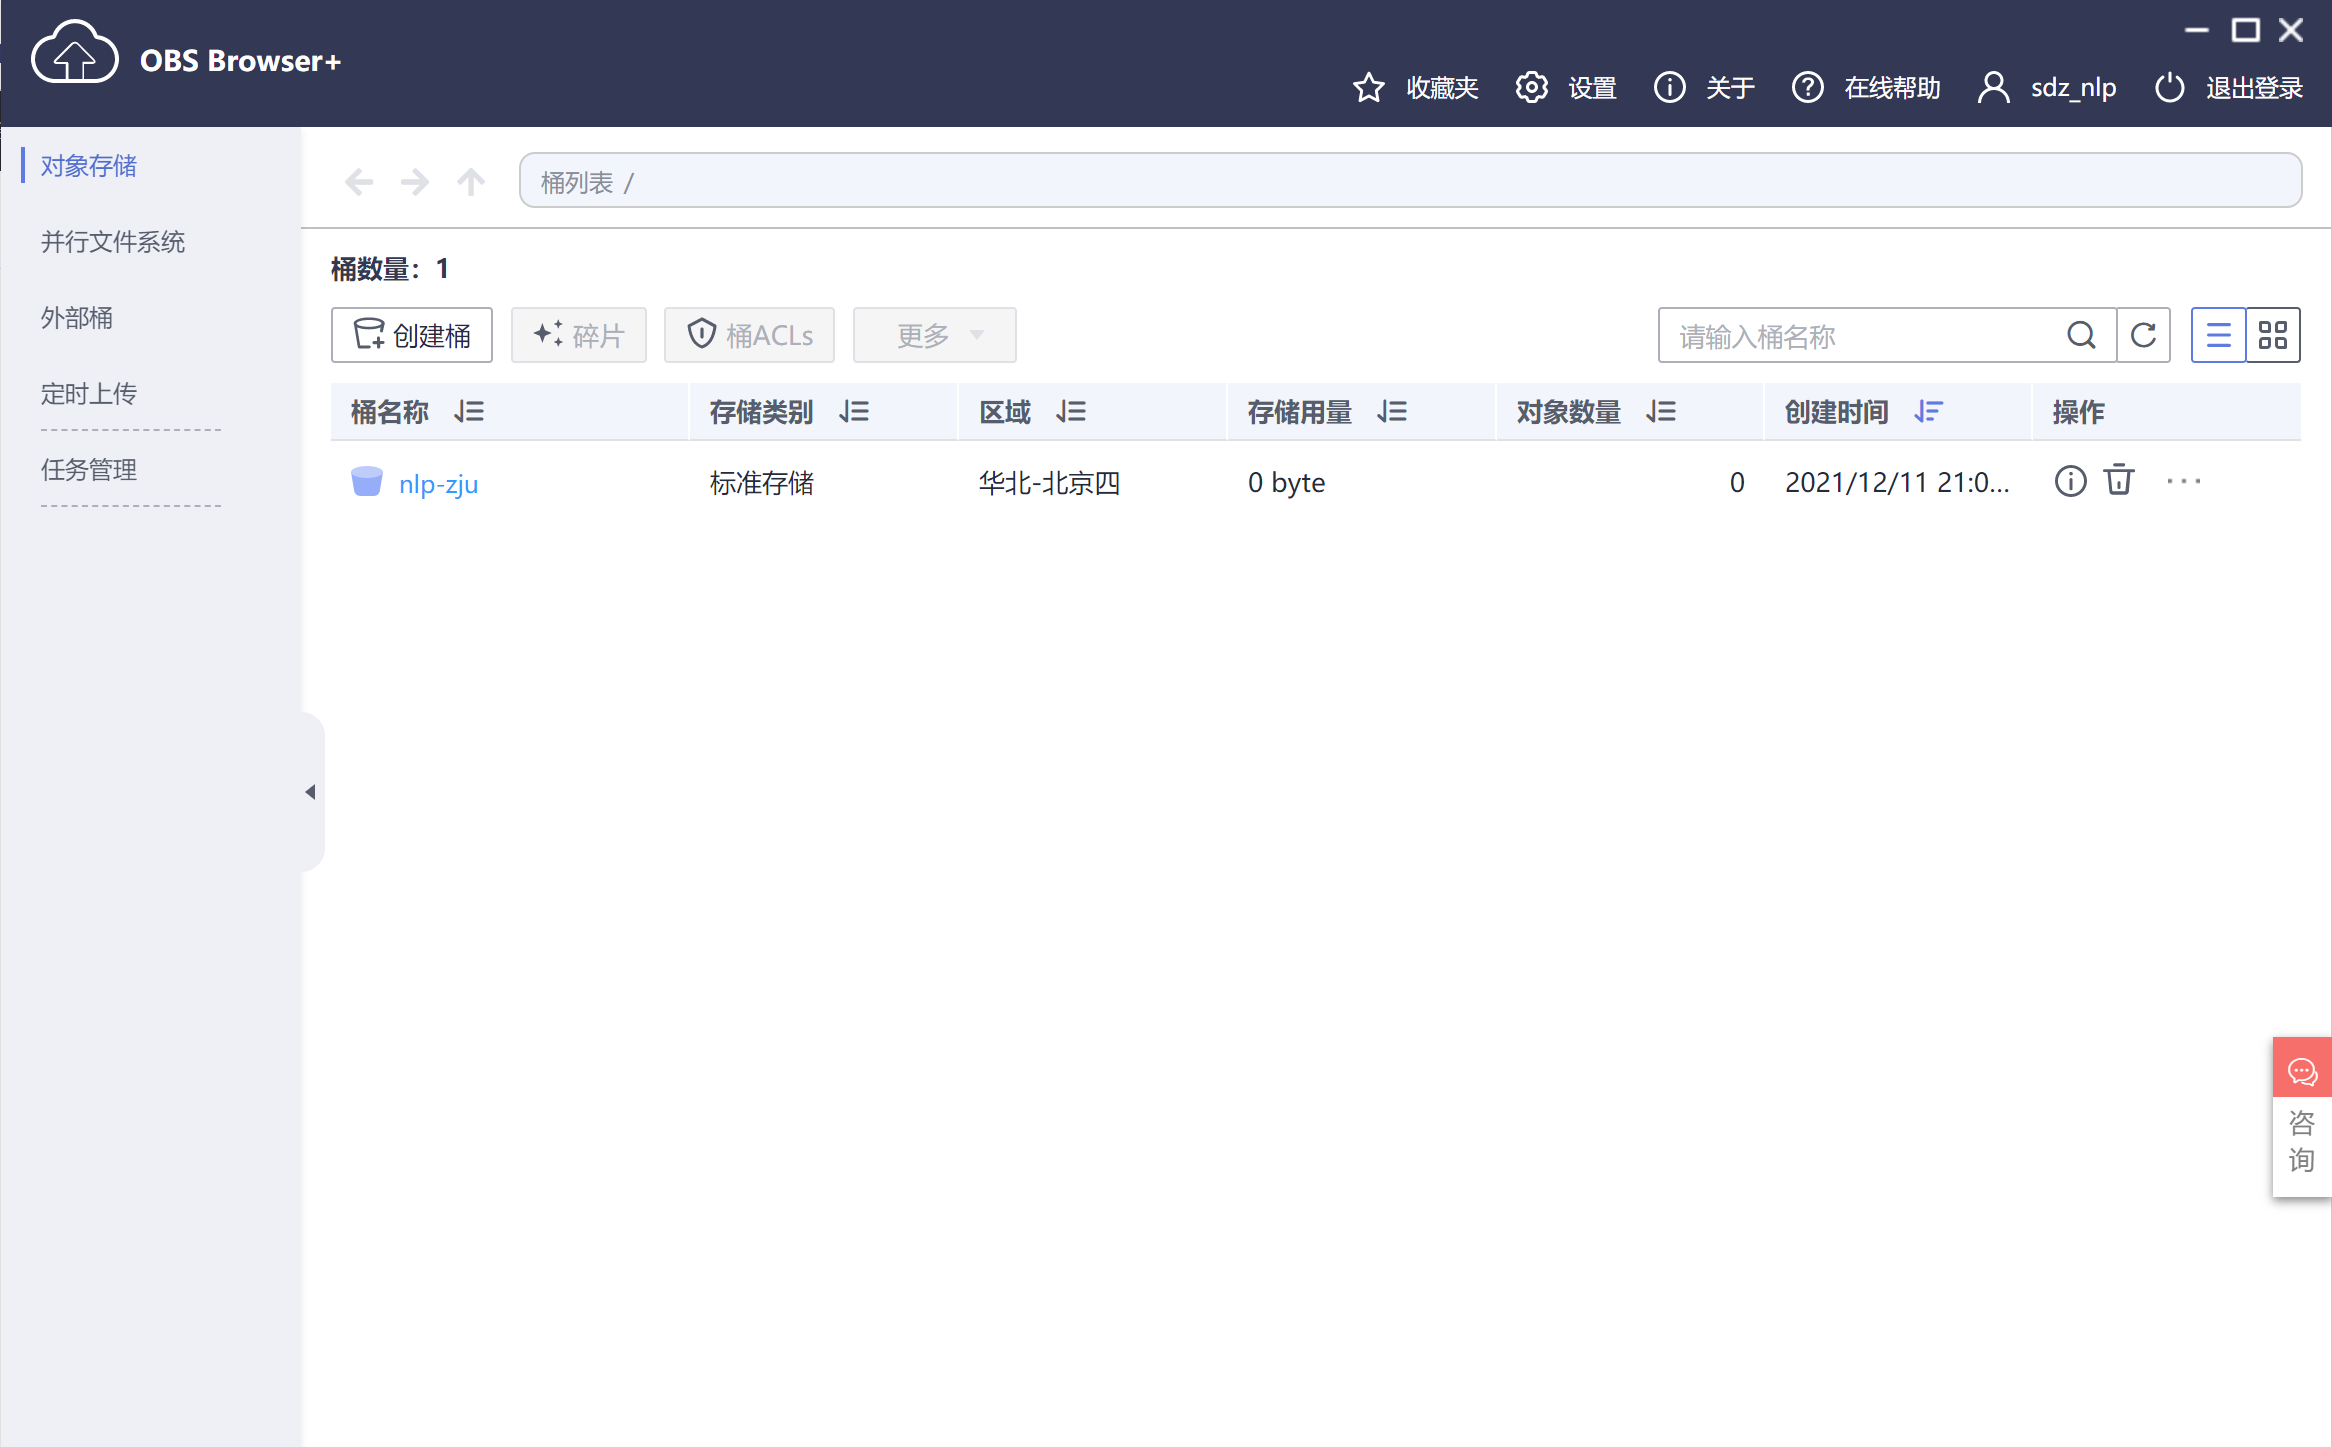 OBS Browser+
收藏夹 设置 关于 在线帮助 sdz_nlp 退出登录
对象存储
并行文件系统
外部桶
定时上传
任务管理
桶列表 /
桶数量：1
创建桶 碎片 桶ACLs 更多 请输入桶名称
桶名称 存储类别 区域 存储用量 对象数量 创建时间 操作
nlp-zju 标准存储 华北-北京四 0 byte 0 2021/12/11 21:0... ...
咨
询